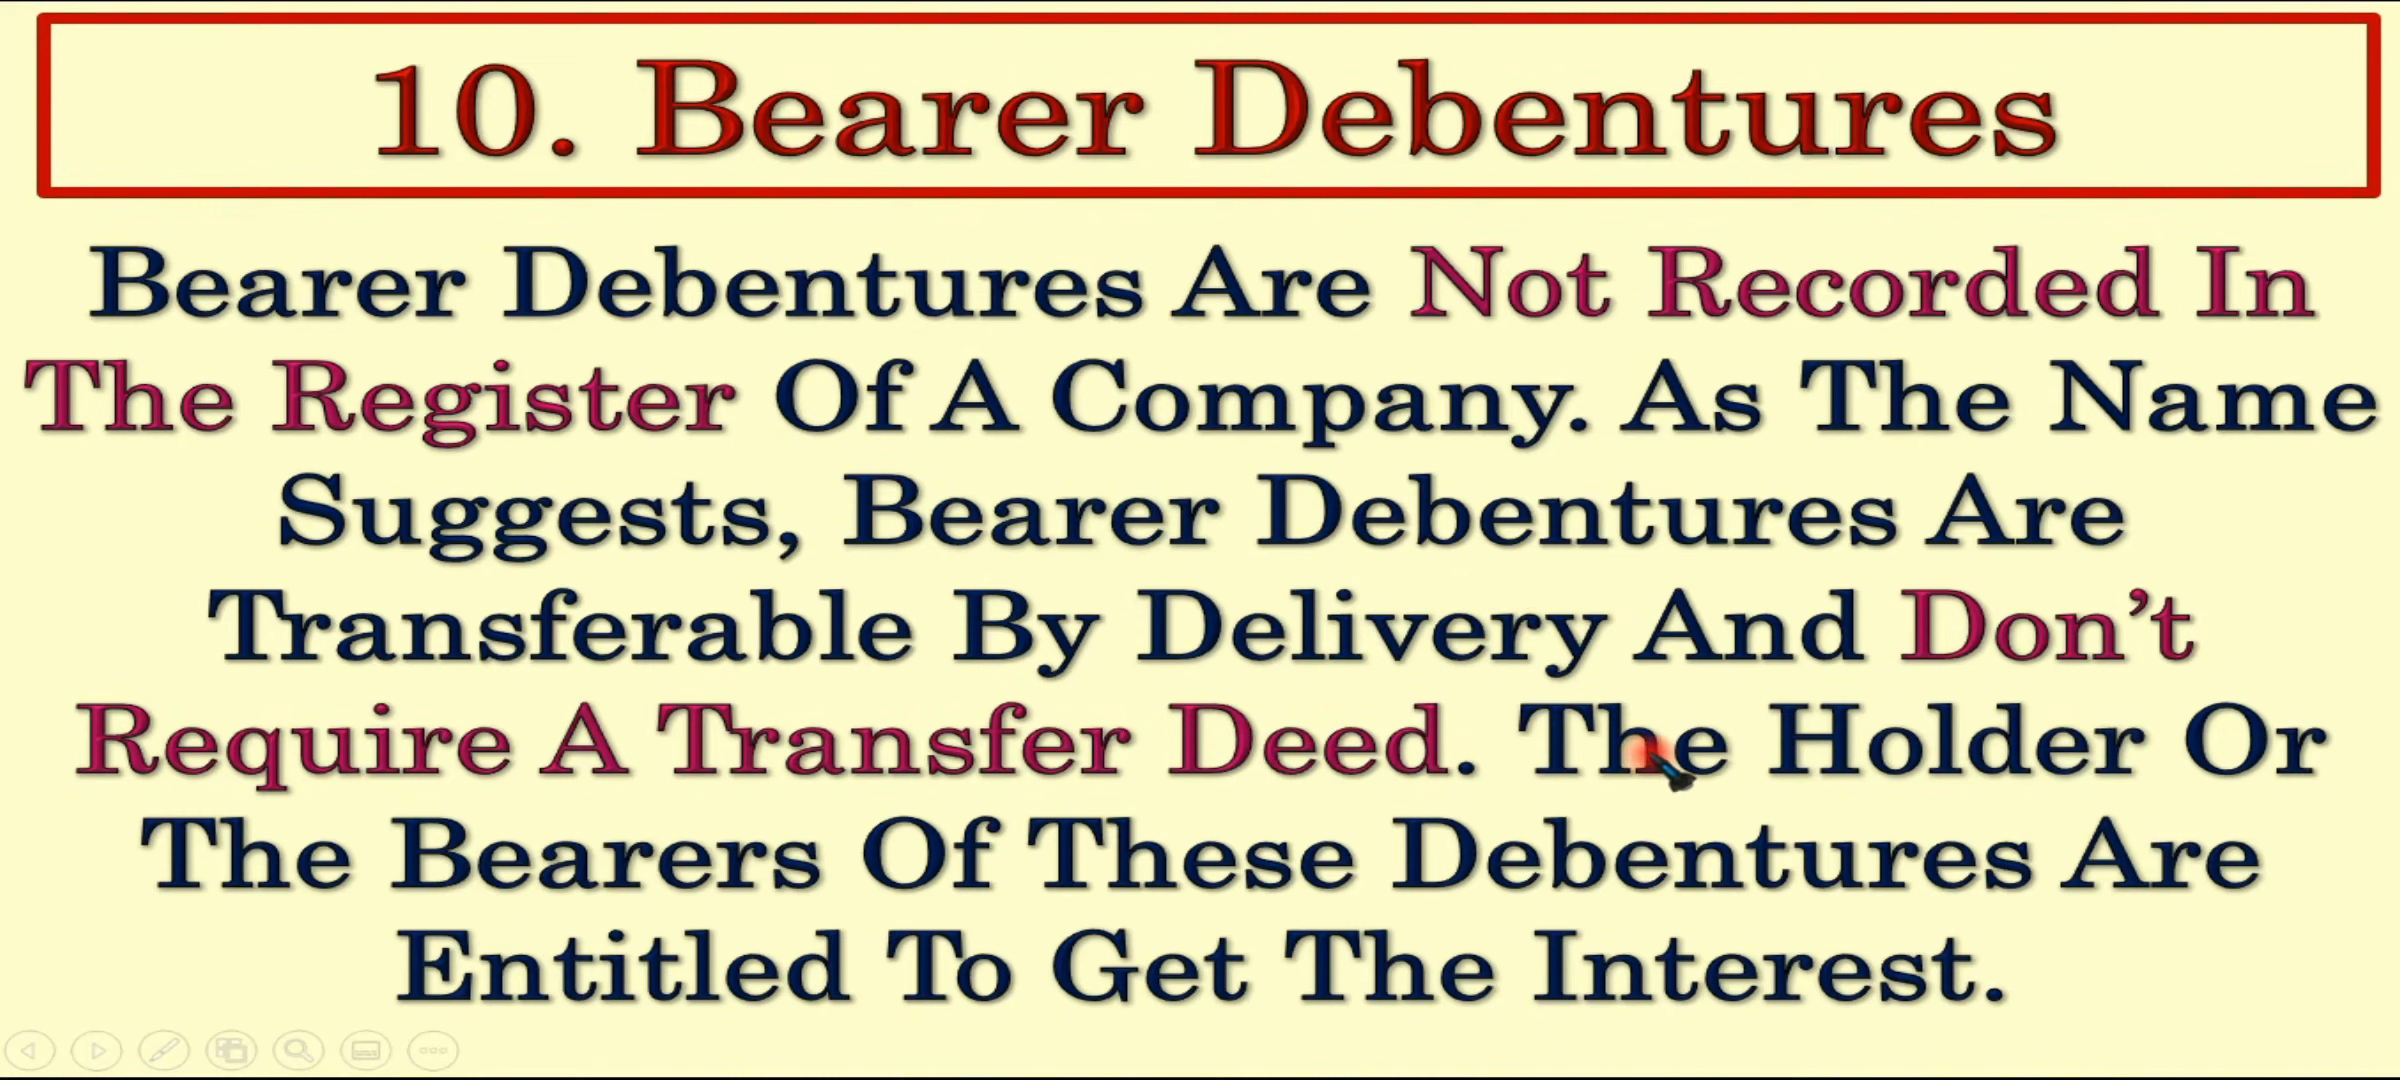 10. Bearer Debentures
Bearer Debentures Are Not Recorded In
The Register Of A Company. As The Name
Suggests, Bearer Debentures Are
Transferable By Delivery And Don’t
Require A Transfer Deed. The Holder Or
The Bearers Of These Debentures Are
Entitled To Get The Interest.